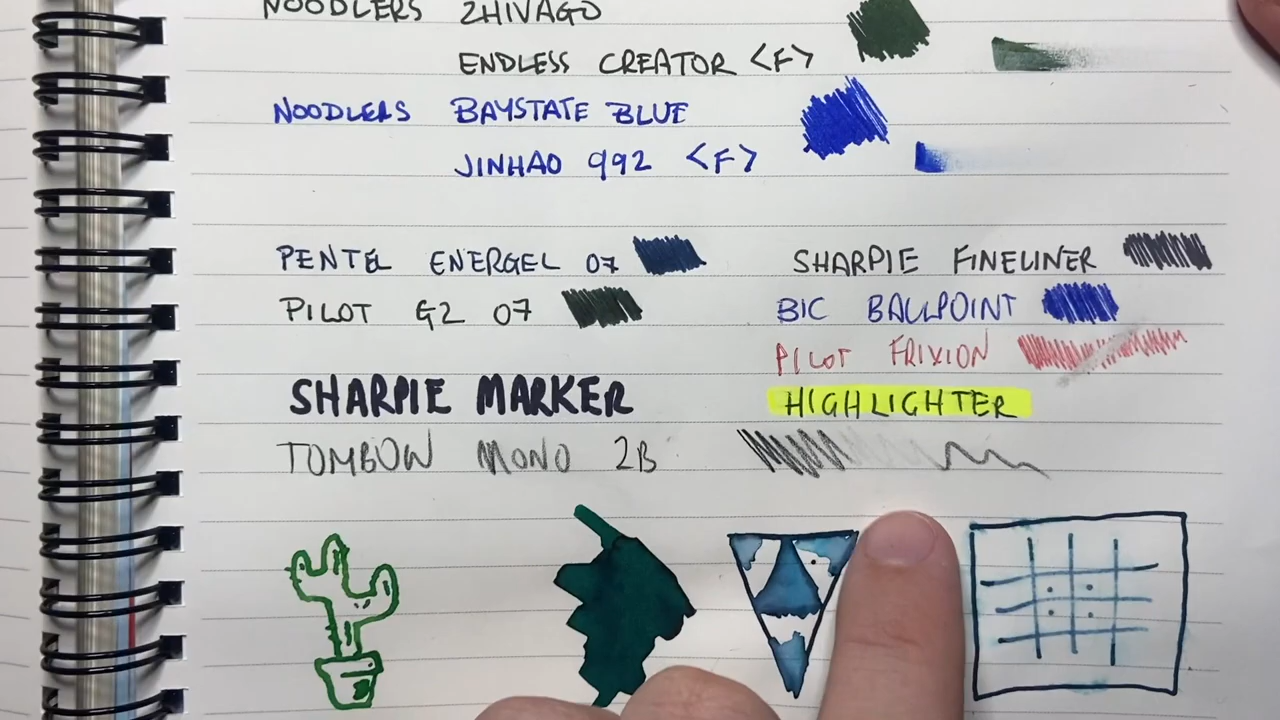 NOODLERS ZHIVAGO
ENDLESS CREATOR <F>
NOODLERS BAYSTATE BLUE
JINHAO 992 <F>
PENTEL ENERGEL 07
SHARPIE FINELINER
PILOT G2 07
BIC BALLPOINT
PILOT FRIXION
SHARPIE MARKER
HIGHLIGHTER
TOMBOW MONO 2B